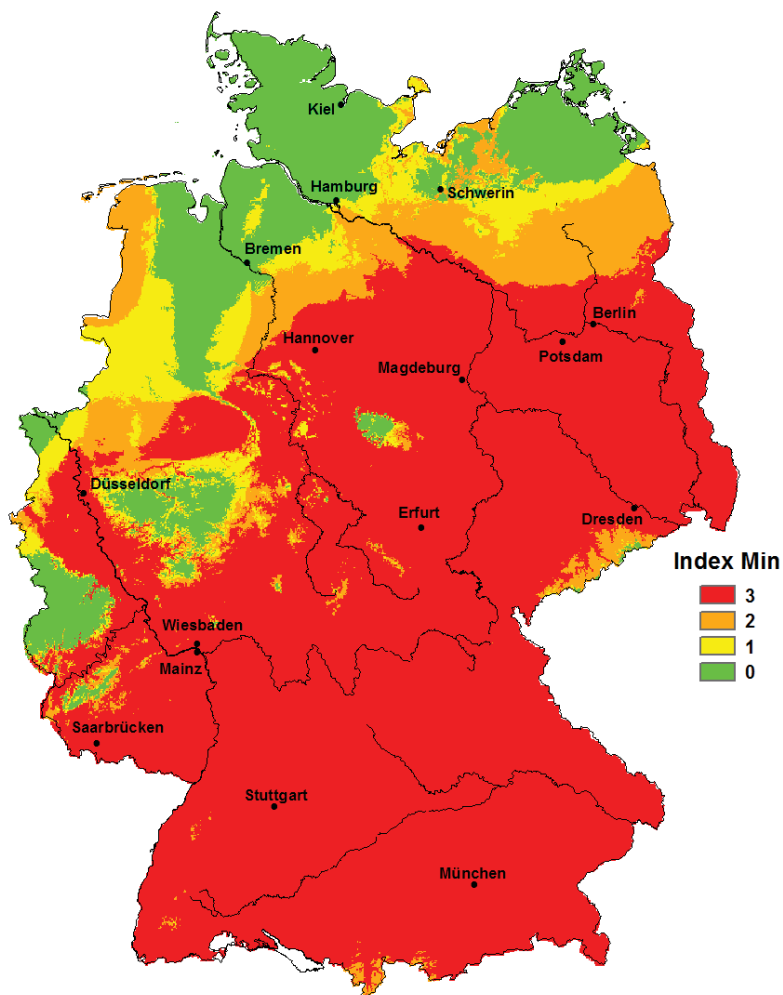 Kiel
Hamburg
Schwerin
Bremen
Berlin
Hannover
Potsdam
Magdeburg
Düsseldorf
Erfurt
Dresden
Index Min
3
2
1
0
Wiesbaden
Mainz
Saarbrücken
Stuttgart
München